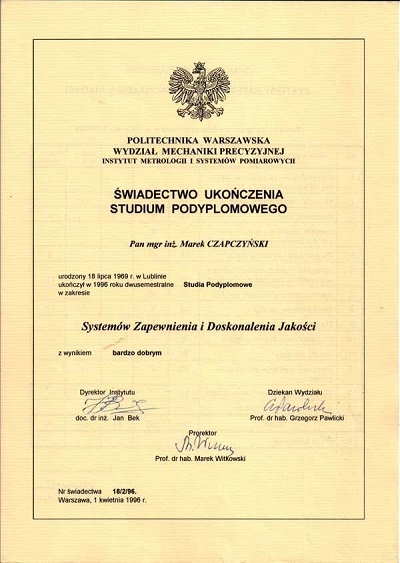 POLITECHNIKA WARSZAWSKA
WYDZIAŁ MECHANIKI PRECYZYJNEJ
INSTYTUT METROLOGII I SYSTEMÓW POMIAROWYCH
ŚWIADECTWO UKOŃCZENIA
STUDIUM PODYPLOMOWEGO
Pan mgr inż. Marek CZAPCZYŃSKI
urodzony 18 lipca 1969 r. w Lublinie
ukończył w 1996 roku dwusemestralne Studia Podyplomowe
w zakresie
Systemów Zapewnienia i Doskonalenia Jakości
z wynikiem bardzo dobrym
Dyrektor Instytutu
doc. dr inż. Jan Bek
Dziekan Wydziału
Prof. dr hab. Grzegorz Pawlicki
Prorektor
Prof. dr hab. Marek Witkowski
Nr świadectwa 18/2/96.
Warszawa, 1 kwietnia 1996 r.